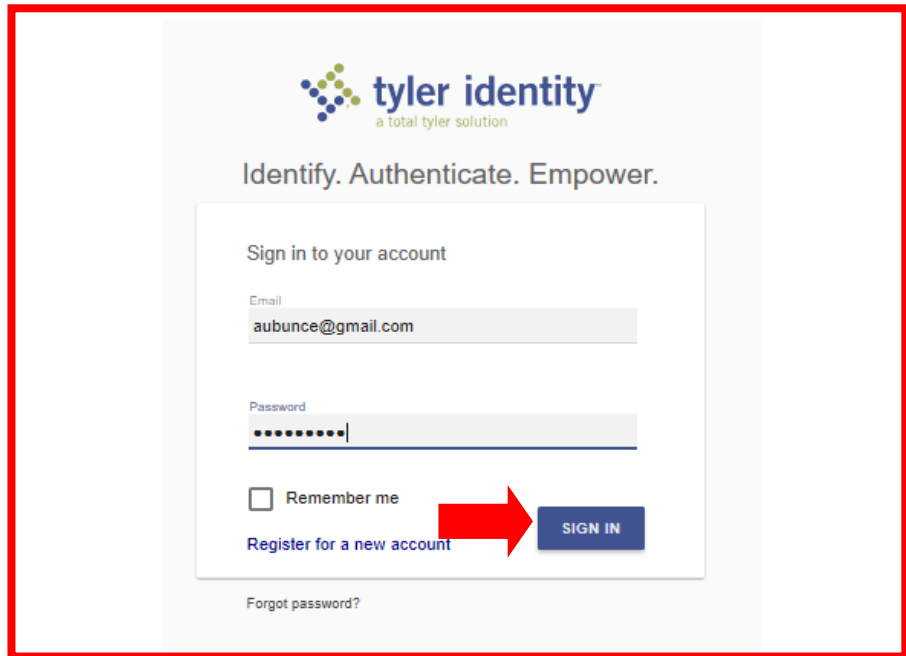 tyler identity
a total tyler solution
Identify. Authenticate. Empower.
Sign in to your account
Email
aubunce@gmail.com
Password
•••••••••
Remember me
SIGN IN
Register for a new account
Forgot password?